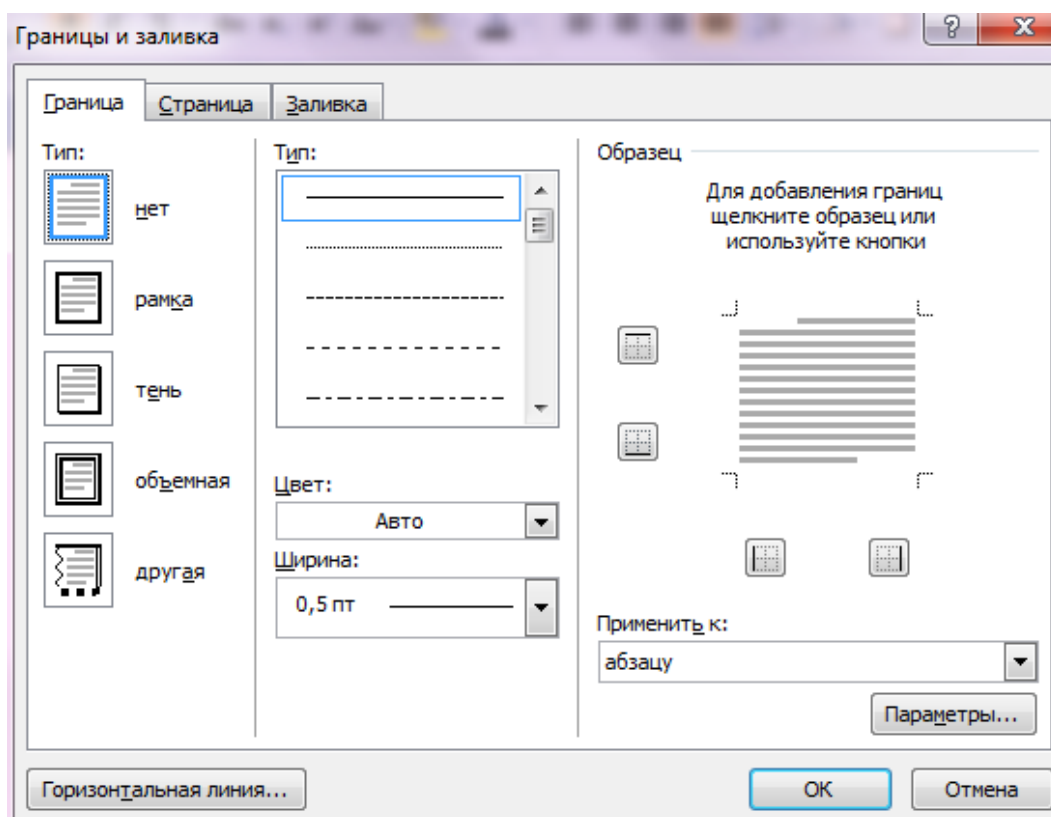 Границы и заливка
Граница
Страница
Заливка
Тип:
нет
рамка
тень
объемная
другая
Тип:
Цвет:
Авто
Ширина:
0,5 пт
Образец
Для добавления границ
щелкните образец или
используйте кнопки
Применить к:
абзацу
Параметры...
Горизонтальная линия...
ОК
Отмена